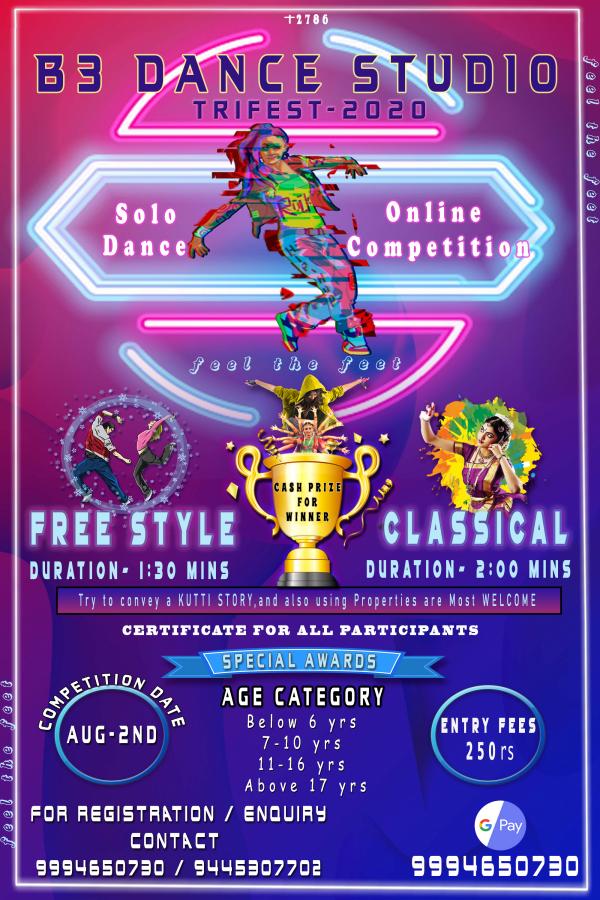 +2786
B3 DANCE STUDIO
TRIFEST-2020
feel the feet
Solo
Dance
Online
Competition
feel the feet
CASH PRIZE
FOR
WINNER
FREE STYLE
DURATION- 1:30 MINS
CLASSICAL
DURATION- 2:00 MINS
Try to convey a KUTTI STORY,and also using Properties are Most WELCOME
CERTIFICATE FOR ALL PARTICIPANTS
SPECIAL AWARDS
COMPETITION DATE
AUG-2ND
AGE CATEGORY
Below 6 yrs
7-10 yrs
11-16 yrs
Above 17 yrs
ENTRY FEES
250rs
feel the feet
FOR REGISTRATION / ENQUIRY
CONTACT
9994650730 / 9445307702
G Pay
9994650730